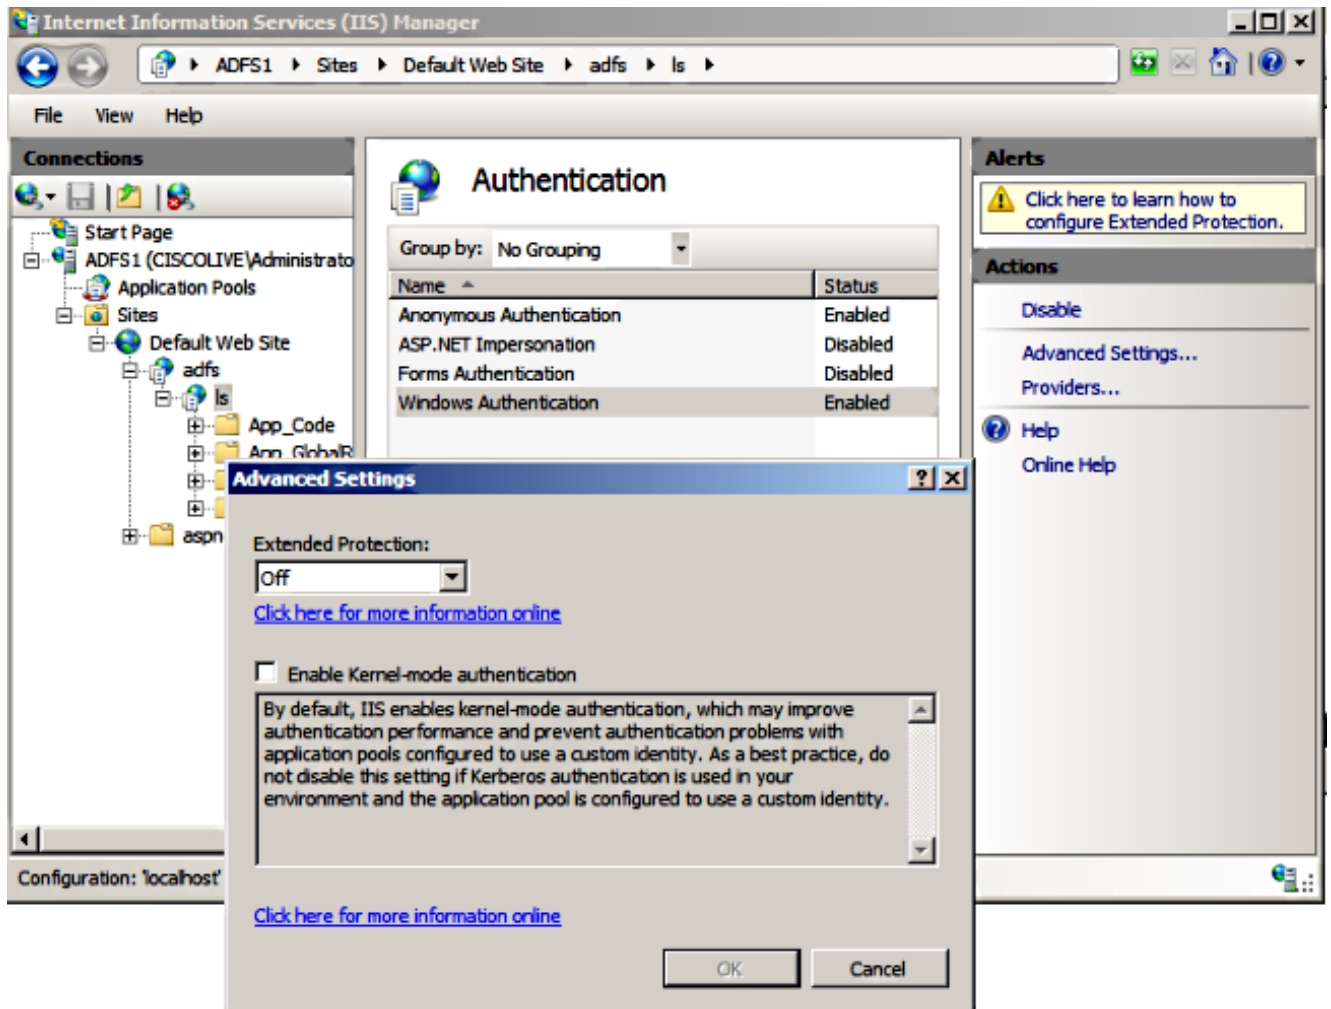 Internet Information Services (IIS) Manager
ADFS1 Sites Default Web Site adfs ls
File View Help
Connections
Start Page
ADFS1 (CISCOLIVE\Administrato
Application Pools
Sites
Default Web Site
adfs
ls
App_Code
App_GlobalR
aspn
Configuration: 'localhost'
Authentication
Group by: No Grouping
Name Status
Anonymous Authentication Enabled
ASP.NET Impersonation Disabled
Forms Authentication Disabled
Windows Authentication Enabled
Alerts
Click here to learn how to
configure Extended Protection.
Actions
Disable
Advanced Settings...
Providers...
Help
Online Help
Advanced Settings
Extended Protection:
Off
Click here for more information online
Enable Kernel-mode authentication
By default, IIS enables kernel-mode authentication, which may improve
authentication performance and prevent authentication problems with
application pools configured to use a custom identity. As a best practice, do
not disable this setting if Kerberos authentication is used in your
environment and the application pool is configured to use a custom identity.
Click here for more information online
OK Cancel